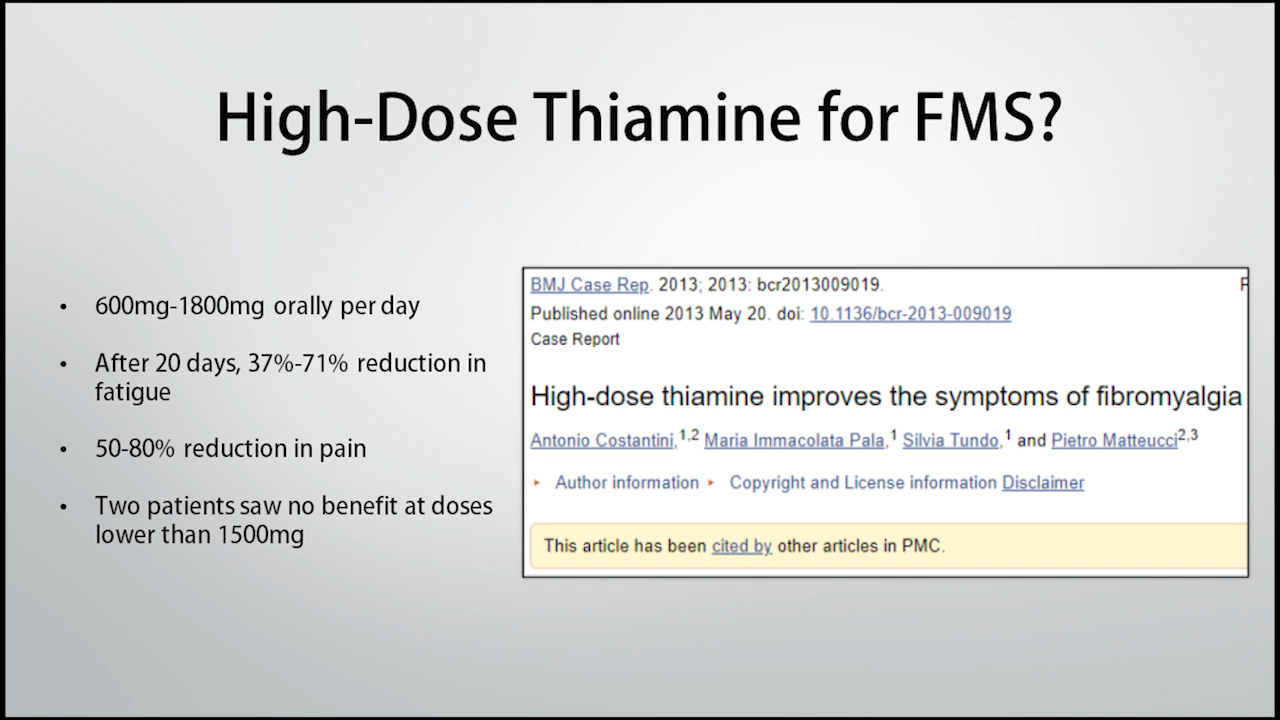 High-Dose Thiamine for FMS?
• 600mg-1800mg orally per day
• After 20 days, 37%-71% reduction in
fatigue
• 50-80% reduction in pain
• Two patients saw no benefit at doses
lower than 1500mg
BMJ Case Rep. 2013; 2013: bcr2013009019.
Published online 2013 May 20. doi: 10.1136/bcr-2013-009019
Case Report
High-dose thiamine improves the symptoms of fibromyalgia
Antonio Costantini,1,2 Maria Immacolata Pala,1 Silvia Tundo,1 and Pietro Matteucci2,3
▸ Author information ▸ Copyright and License information Disclaimer
This article has been cited by other articles in PMC.